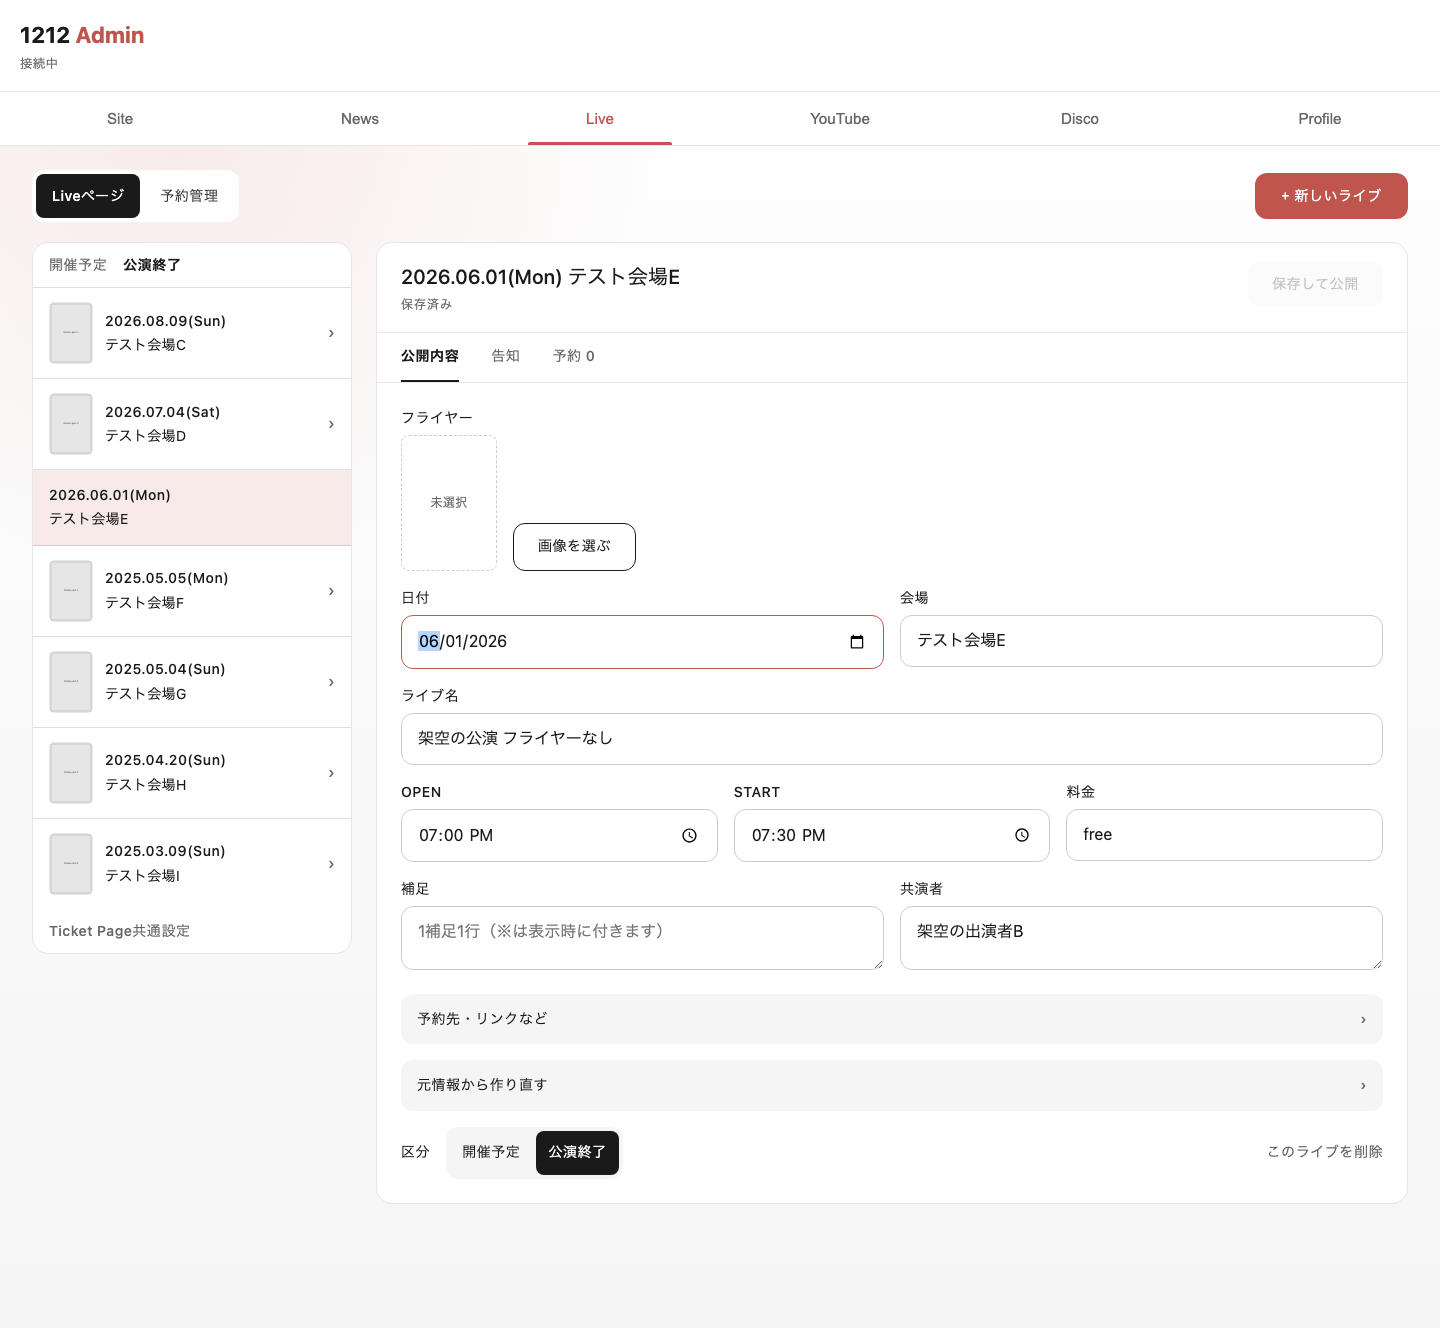 1212 Admin
接続中
Site
News
Live
YouTube
Disco
Profile
Liveページ
予約管理
+ 新しいライブ
開催予定
公演終了
2026.08.09(Sun)
テスト会場C
›
2026.07.04(Sat)
テスト会場D
›
2026.06.01(Mon)
テスト会場E
2025.05.05(Mon)
テスト会場F
›
2025.05.04(Sun)
テスト会場G
›
2025.04.20(Sun)
テスト会場H
›
2025.03.09(Sun)
テスト会場I
›
Ticket Page共通設定
2026.06.01(Mon) テスト会場E
保存済み
保存して公開
公開内容
告知
予約 0
フライヤー
未選択
画像を選ぶ
日付
06/01/2026
会場
テスト会場E
ライブ名
架空の公演 フライヤーなし
OPEN
07:00 PM
START
07:30 PM
料金
free
補足
1補足1行（※は表示時に付きます）
共演者
架空の出演者B
予約先・リンクなど
›
元情報から作り直す
›
区分
開催予定
公演終了
このライブを削除